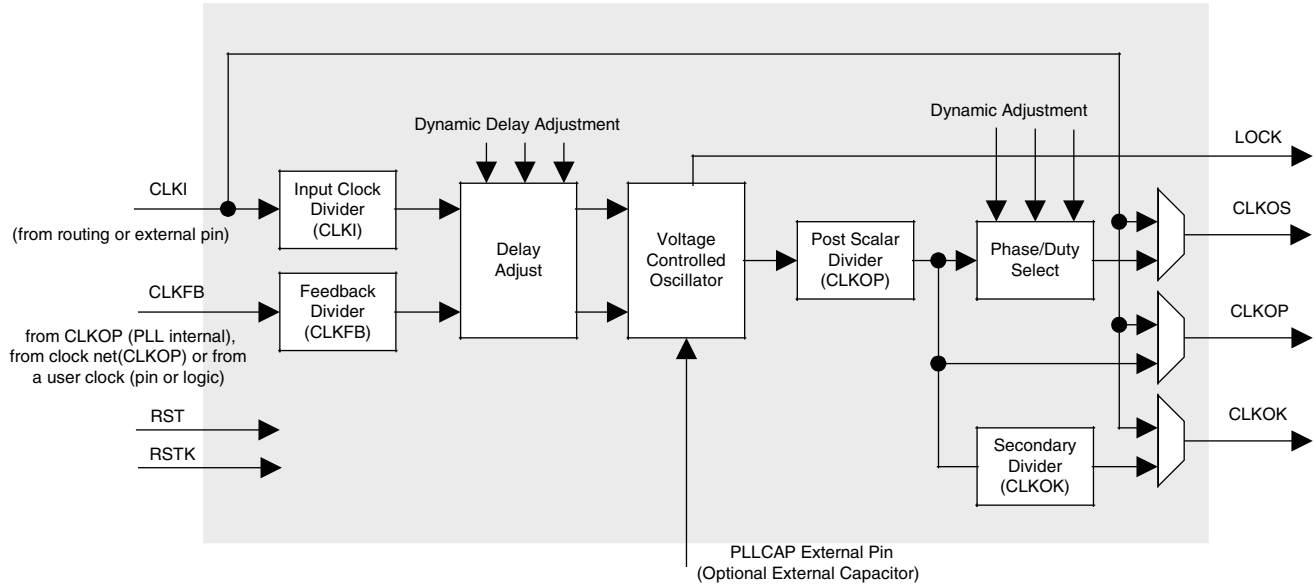 Dynamic Delay Adjustment
Dynamic Adjustment
LOCK
CLKI
(from routing or external pin)
Input Clock
Divider
(CLKI)
Delay
Adjust
Voltage
Controlled
Oscillator
Post Scalar
Divider
(CLKOP)
Phase/Duty
Select
CLKOS
CLKFB
from CLKOP (PLL internal),
from clock net(CLKOP) or from
a user clock (pin or logic)
Feedback
Divider
(CLKFB)
CLKOP
RST
RSTK
Secondary
Divider
(CLKOK)
CLKOK
PLLCAP External Pin
(Optional External Capacitor)